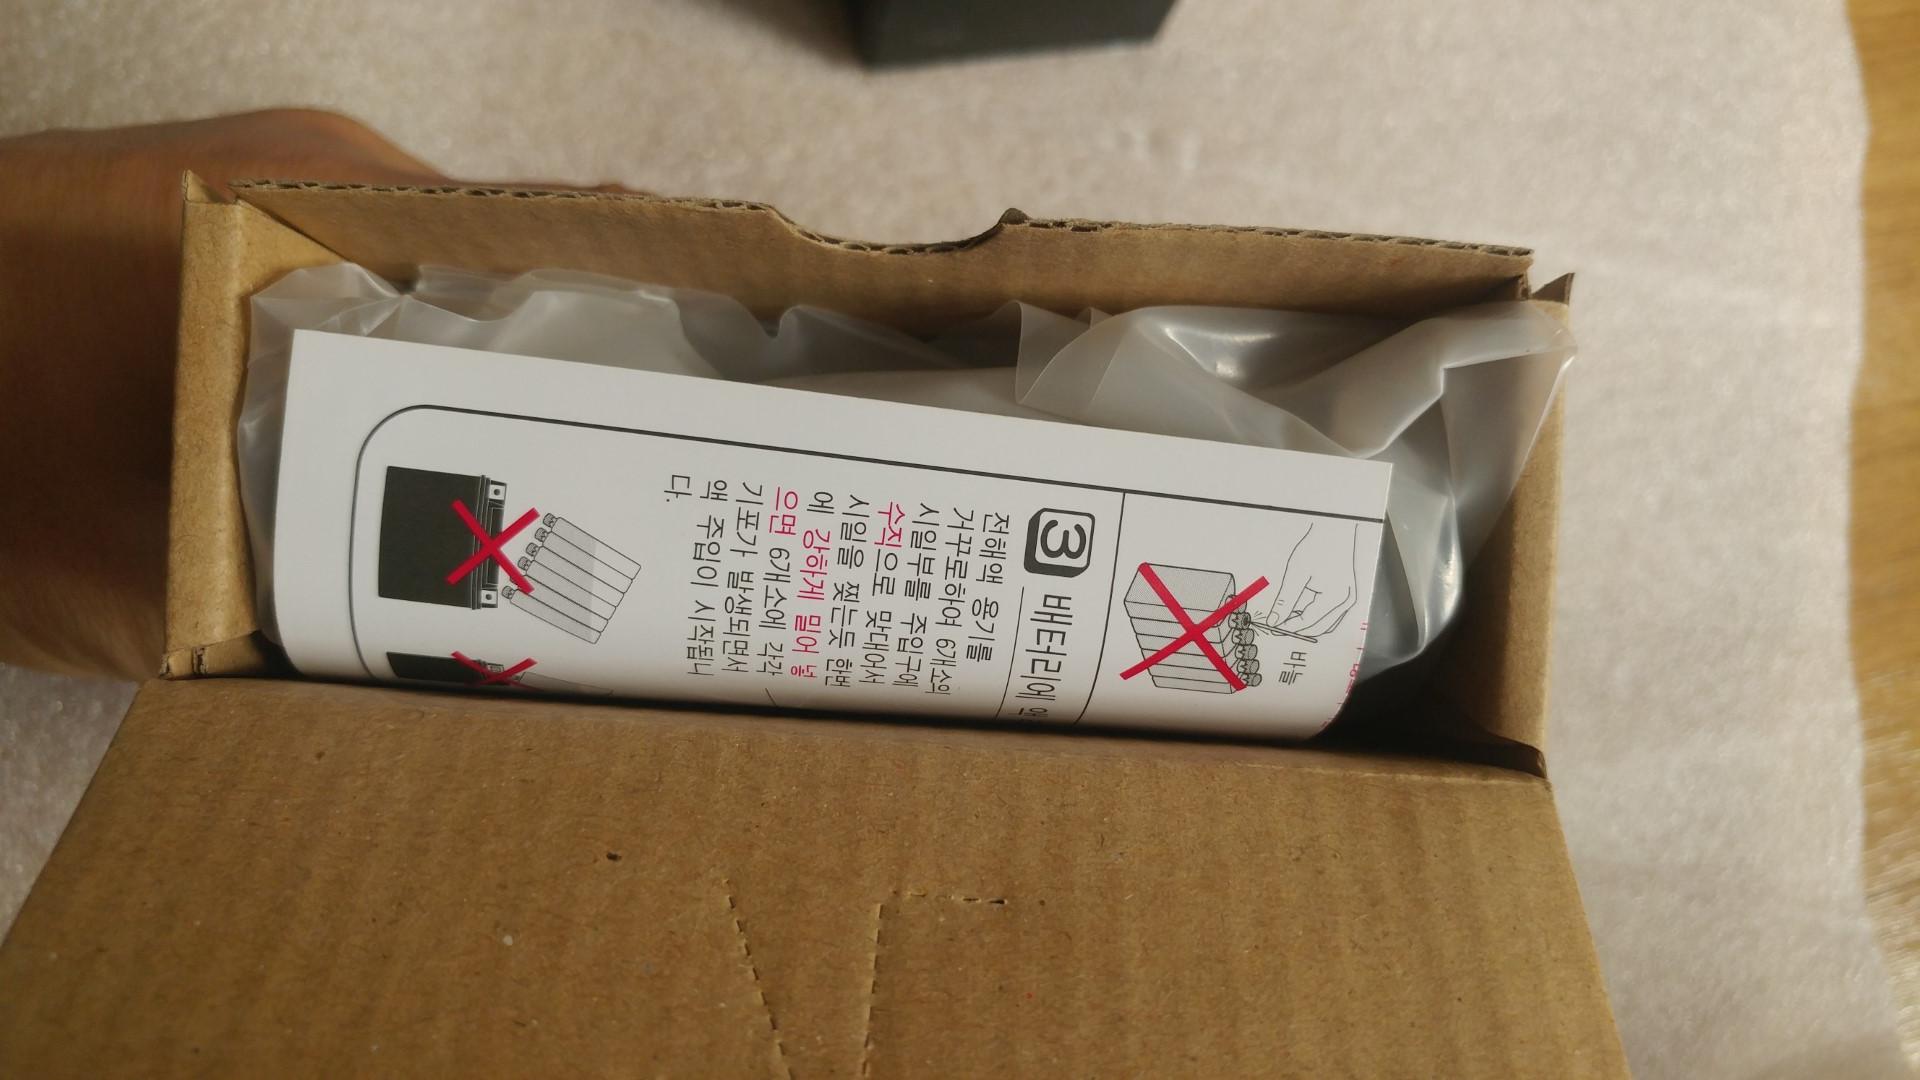 바늘
3 배터리에
전해액 용기를
거꾸로하여 6개소의
시일부를 주입구에
수직으로 맞대어서
시일을 찢는듯 한번
에 강하게 밀어 넣
으면 6개소에 각각
기포가 발생되면서
액 주입이 시작됩니
다.